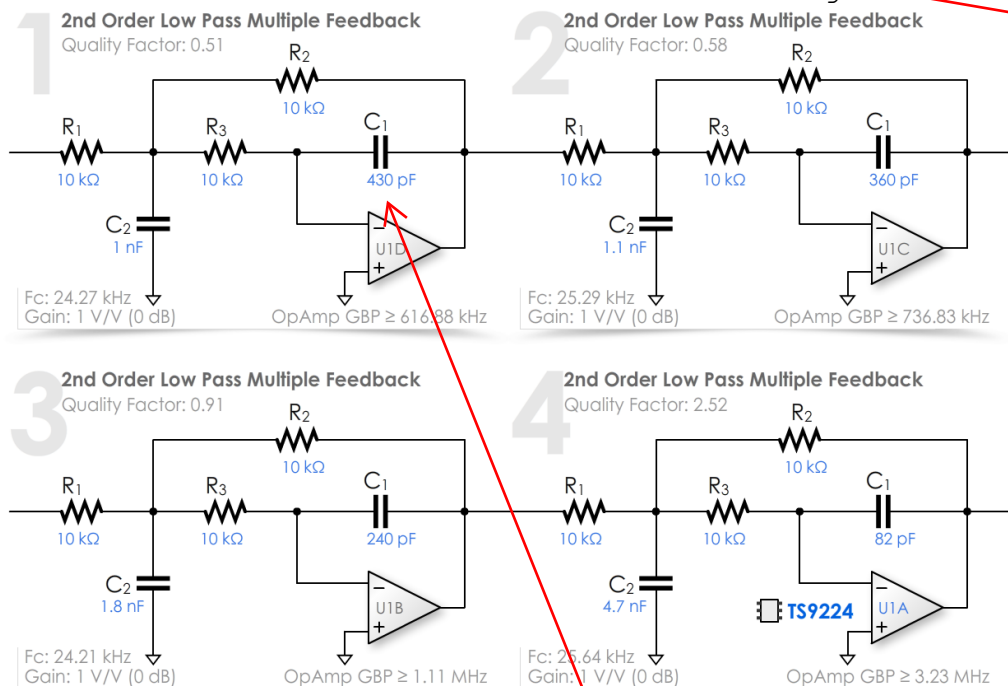 1
2nd Order Low Pass Multiple Feedback
Quality Factor: 0.51
R2
10 kΩ
R1
10 kΩ
R3
10 kΩ
C1
430 pF
C2
1 nF
U1D
Fc: 24.27 kHz
Gain: 1 V/V (0 dB)
OpAmp GBP ≥ 616.88 kHz
2
2nd Order Low Pass Multiple Feedback
Quality Factor: 0.58
R2
10 kΩ
R1
10 kΩ
R3
10 kΩ
C1
360 pF
C2
1.1 nF
U1C
Fc: 25.29 kHz
Gain: 1 V/V (0 dB)
OpAmp GBP ≥ 736.83 kHz
3
2nd Order Low Pass Multiple Feedback
Quality Factor: 0.91
R2
10 kΩ
R1
10 kΩ
R3
10 kΩ
C1
240 pF
C2
1.8 nF
U1B
Fc: 24.21 kHz
Gain: 1 V/V (0 dB)
OpAmp GBP ≥ 1.11 MHz
4
2nd Order Low Pass Multiple Feedback
Quality Factor: 2.52
R2
10 kΩ
R1
10 kΩ
R3
10 kΩ
C1
82 pF
C2
4.7 nF
TS9224
U1A
Fc: 25.64 kHz
Gain: 1 V/V (0 dB)
OpAmp GBP ≥ 3.23 MHz